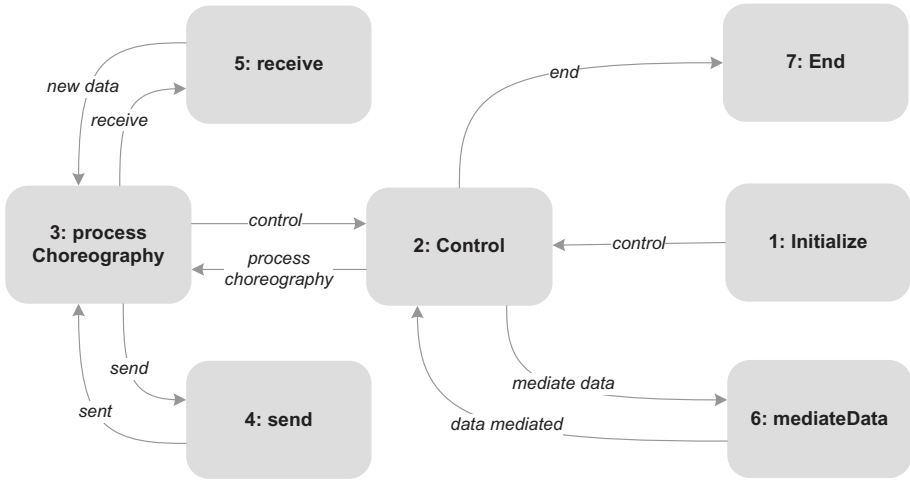 5: receive
7: End
end
new data
receive
3: process
Choreography
control
2: Control
control
1: Initialize
process
choreography
send
sent
4: send
mediate data
data mediated
6: mediateData